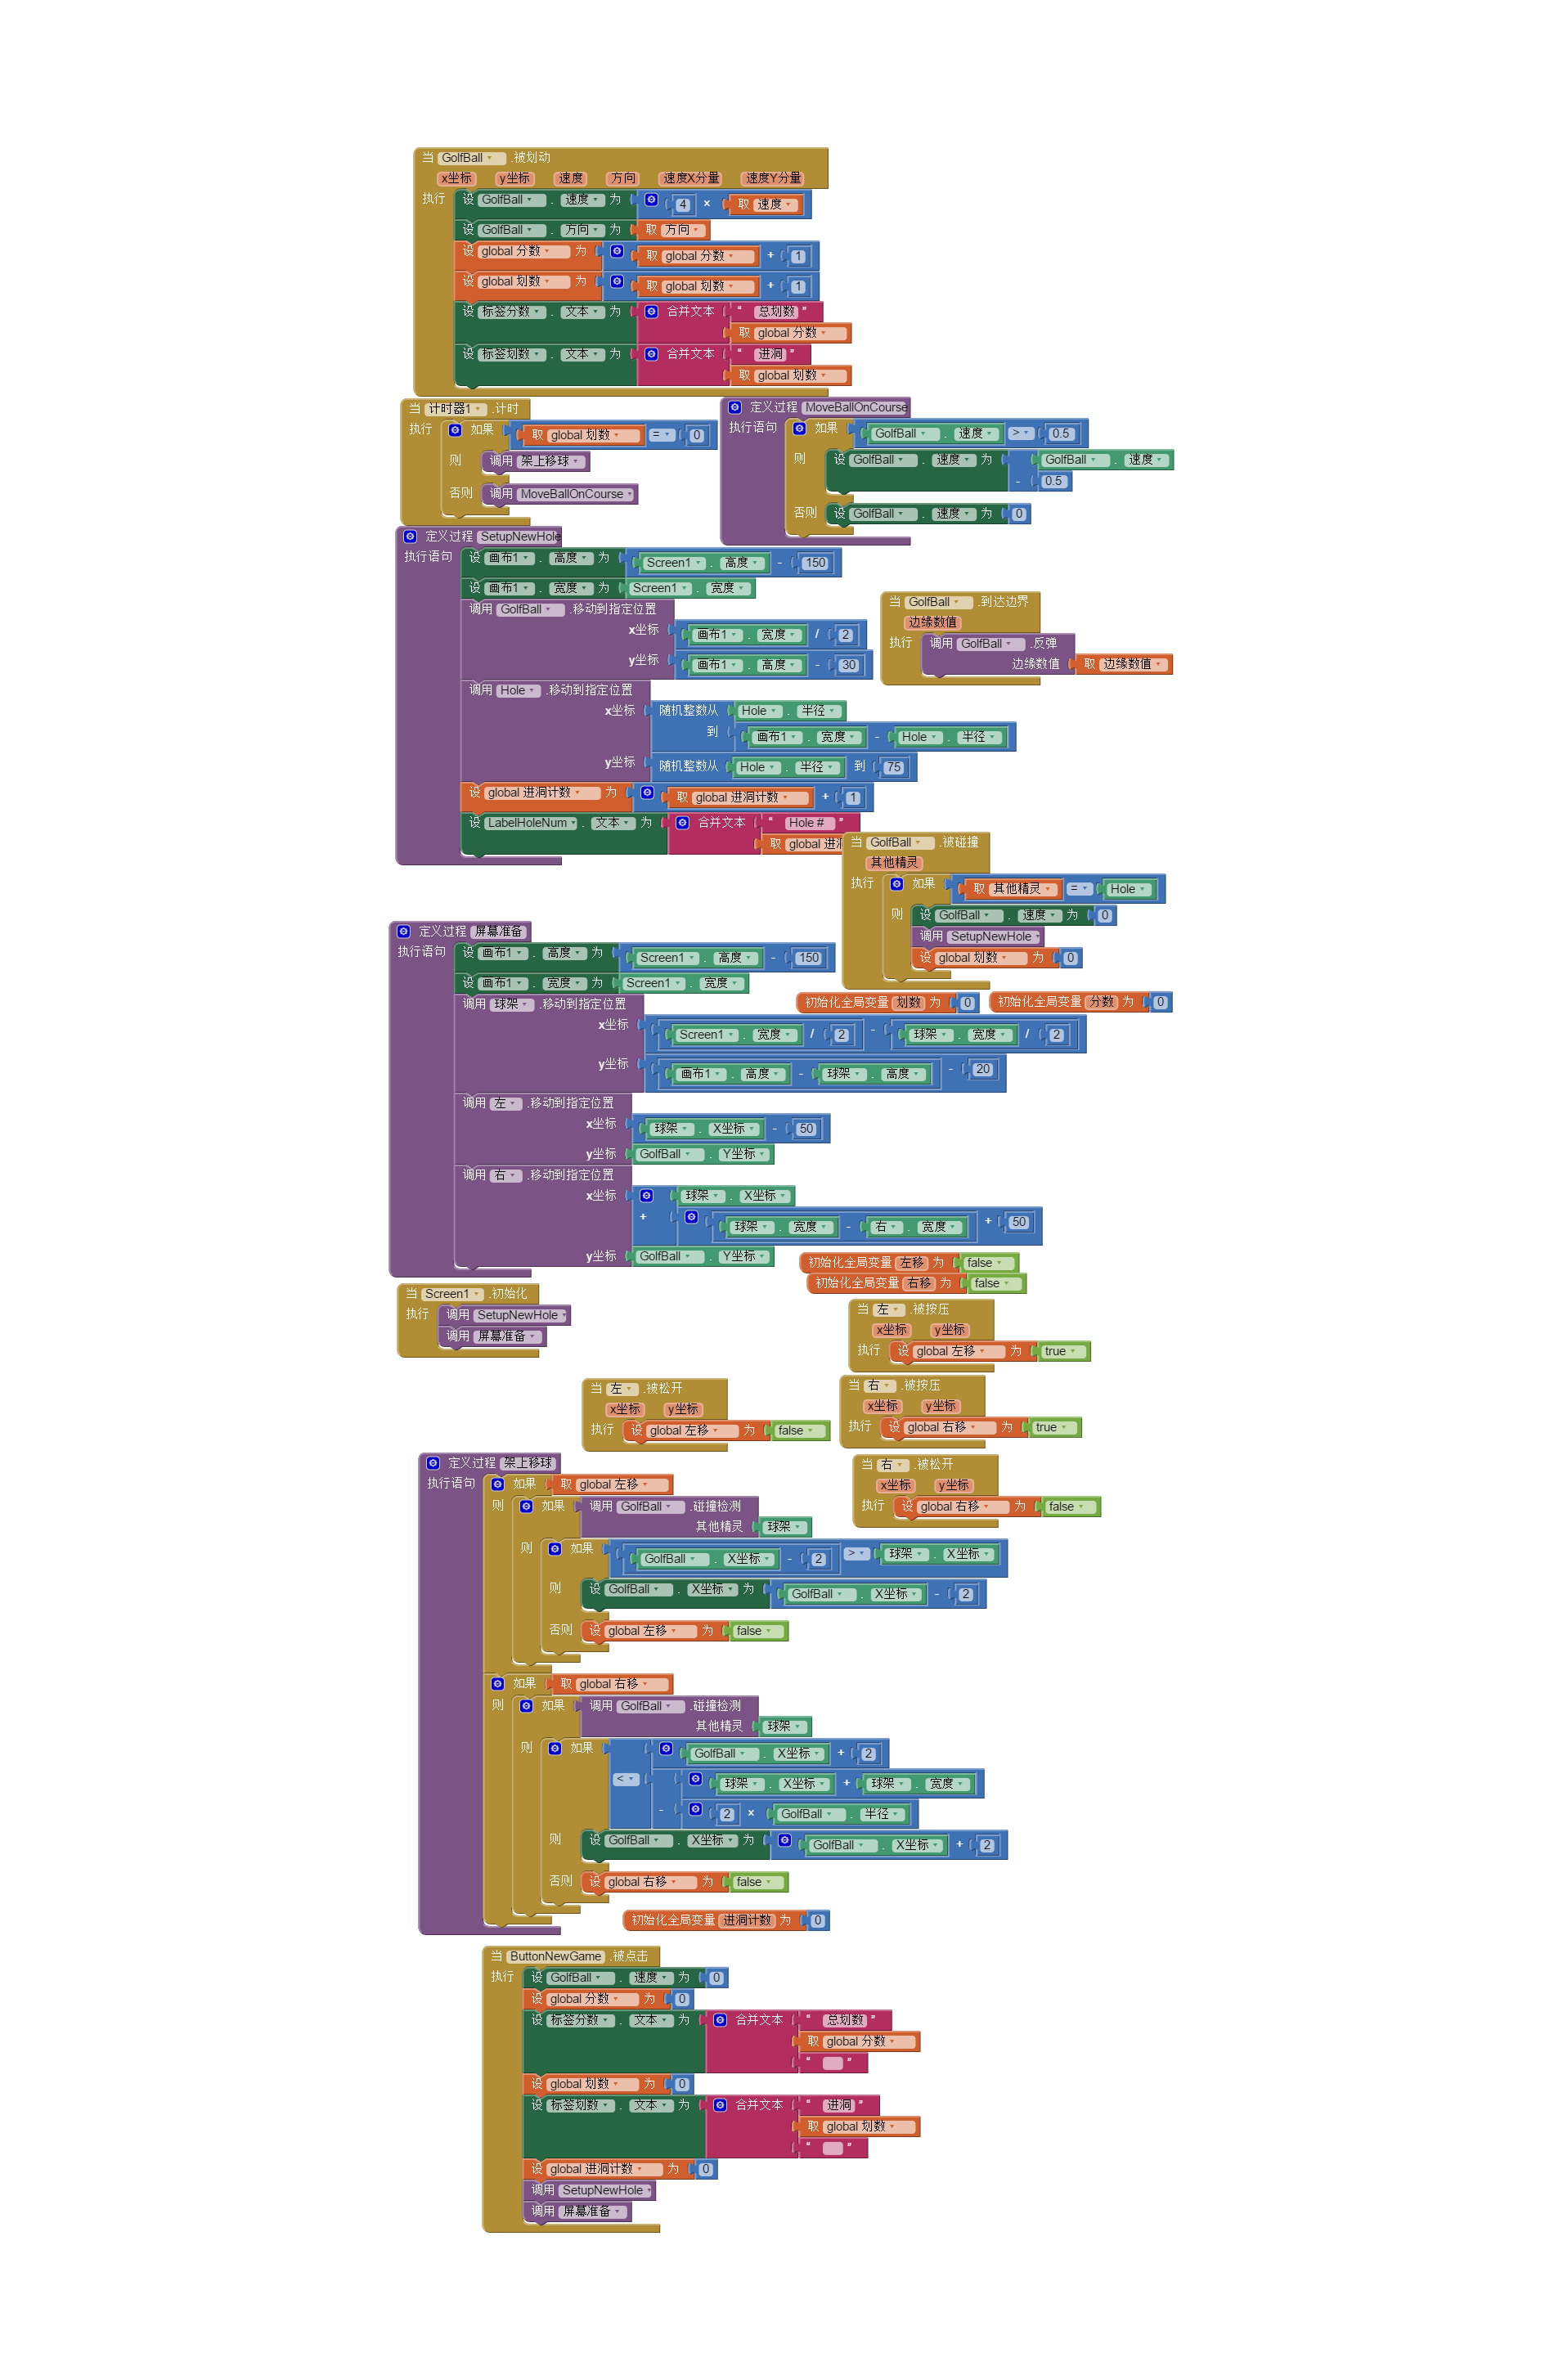 当 GolfBall .被划动
x坐标 y坐标 速度 方向 速度X分量 速度Y分量
执行 设 GolfBall . 速度 为 4 × 取 速度
设 GolfBall . 方向 为 取 方向
设 global 分数 为 取 global 分数 + 1
设 global 划数 为 取 global 划数 + 1
设 标签分数 . 文本 为 合并文本 “ 总划数 ”
取 global 分数
设 标签划数 . 文本 为 合并文本 “ 进洞 ”
取 global 划数
当 计时器1 .计时
执行 如果 取 global 划数 = 0
则 调用 架上移球
否则 调用 MoveBallOnCourse
定义过程 MoveBallOnCourse
执行语句 如果 GolfBall . 速度 > 0.5
则 设 GolfBall . 速度 为 GolfBall . 速度
- 0.5
否则 设 GolfBall . 速度 为 0
定义过程 SetupNewHole
执行语句 设 画布1 . 高度 为 Screen1 . 高度 - 150
设 画布1 . 宽度 为 Screen1 . 宽度
调用 GolfBall .移动到指定位置
x坐标 画布1 . 宽度 / 2
y坐标 画布1 . 高度 - 30
调用 Hole .移动到指定位置
x坐标 随机整数从 Hole . 半径
到 画布1 . 宽度 - Hole . 半径
y坐标 随机整数从 Hole . 半径 到 75
设 global 进洞计数 为 取 global 进洞计数 + 1
设 LabelHoleNum . 文本 为 合并文本 “ Hole # ”
取 global 进
当 GolfBall .到达边界
边缘数值
执行 调用 GolfBall .反弹
边缘数值 取 边缘数值
当 GolfBall .被碰撞
其他精灵
执行 如果 取 其他精灵 = Hole
则 设 GolfBall . 速度 为 0
调用 SetupNewHole
设 global 划数 为 0
定义过程 屏幕准备
执行语句 设 画布1 . 高度 为 Screen1 . 高度 - 150
设 画布1 . 宽度 为 Screen1 . 宽度
调用 球架 .移动到指定位置
x坐标 Screen1 . 宽度 / 2 - 球架 . 宽度 / 2
y坐标 画布1 . 高度 - 球架 . 高度 - 20
调用 左 .移动到指定位置
x坐标 球架 . X坐标 - 50
y坐标 GolfBall . Y坐标
调用 右 .移动到指定位置
x坐标 球架 . X坐标
+ 球架 . 宽度 - 右 . 宽度 + 50
y坐标 GolfBall . Y坐标
初始化全局变量 划数 为 0 初始化全局变量 分数 为 0
初始化全局变量 左移 为 false
初始化全局变量 右移 为 false
当 Screen1 .初始化
执行 调用 SetupNewHole
调用 屏幕准备
当 左 .被按压
x坐标 y坐标
执行 设 global 左移 为 true
当 左 .被松开
x坐标 y坐标
执行 设 global 左移 为 false
当 右 .被按压
x坐标 y坐标
执行 设 global 右移 为 true
当 右 .被松开
x坐标 y坐标
执行 设 global 右移 为 false
定义过程 架上移球
执行语句 如果 取 global 左移
则 如果 调用 GolfBall .碰撞检测
其他精灵 球架
则 如果 GolfBall . X坐标 - 2 > 球架 . X坐标
则 设 GolfBall . X坐标 为 GolfBall . X坐标 - 2
否则 设 global 左移 为 false
如果 取 global 右移
则 如果 调用 GolfBall .碰撞检测
其他精灵 球架
则 如果 GolfBall . X坐标 + 2
< 球架 . X坐标 + 球架 . 宽度
- 2 × GolfBall . 半径
则 设 GolfBall . X坐标 为 GolfBall . X坐标 + 2
否则 设 global 右移 为 false
初始化全局变量 进洞计数 为 0
当 ButtonNewGame .被点击
执行 设 GolfBall . 速度 为 0
设 global 分数 为 0
设 标签分数 . 文本 为 合并文本 “ 总划数 ”
取 global 分数
“ ”
设 global 划数 为 0
设 标签划数 . 文本 为 合并文本 “ 进洞 ”
取 global 划数
“ ”
设 global 进洞计数 为 0
调用 SetupNewHole
调用 屏幕准备